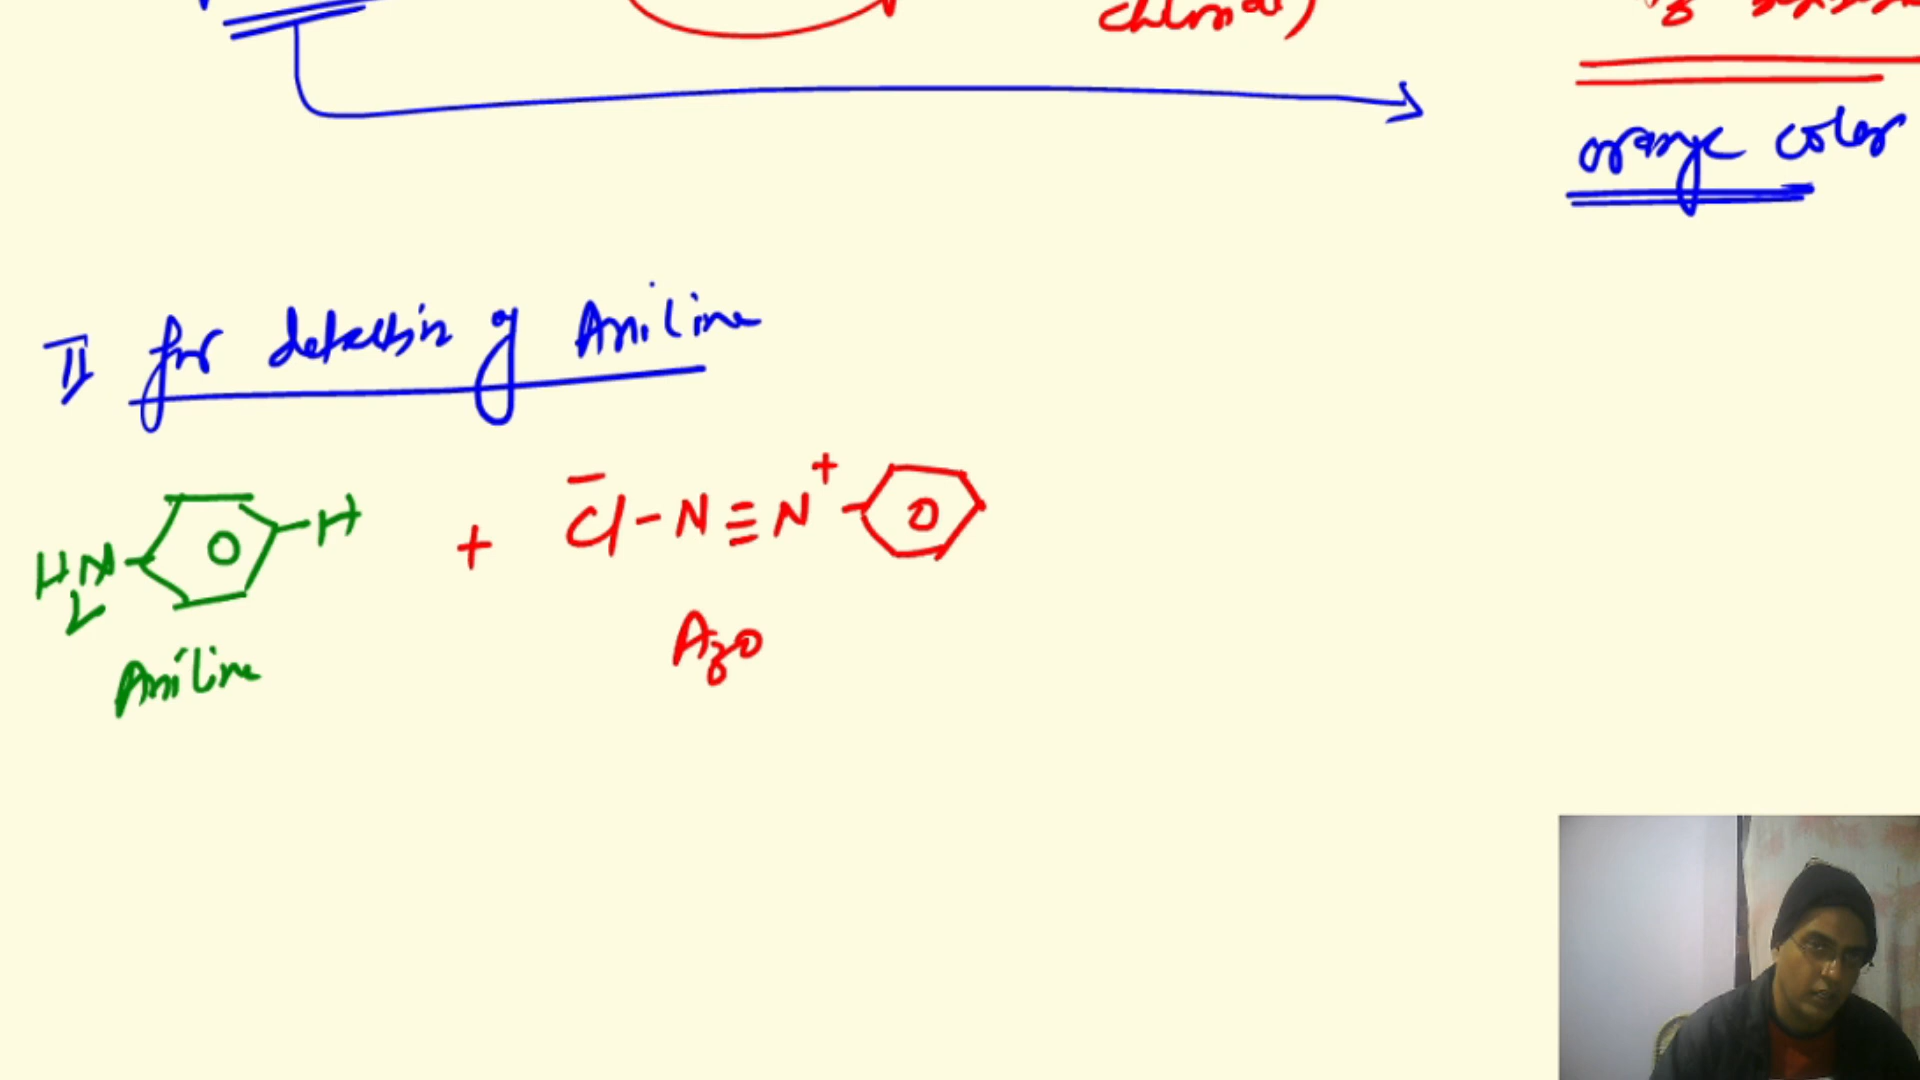 orange color
II for detection of Aniline
H2N H + Cl - N ≡ N +
Aniline
Azo